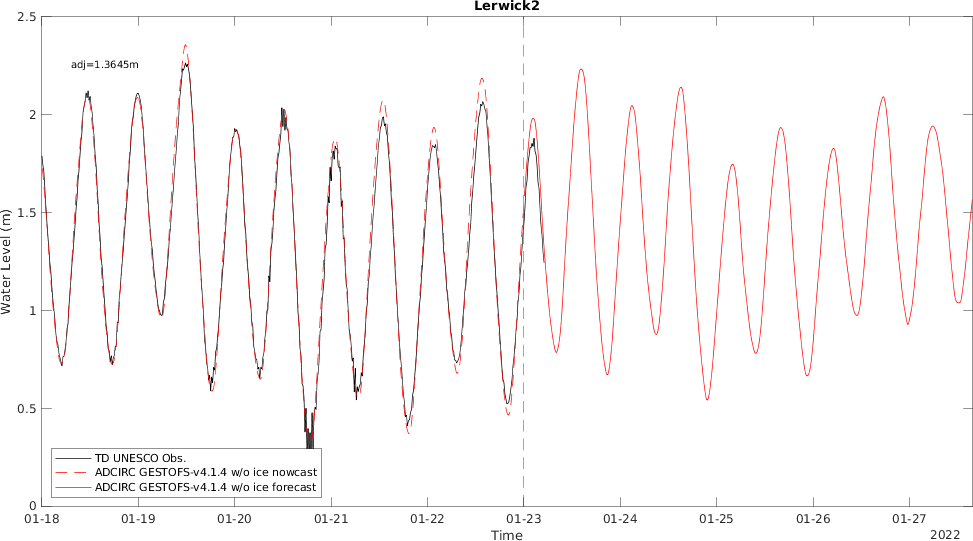 Lerwick2
2.5
adj=1.3645m
2
1.5
Water Level (m)
1
0.5
TD UNESCO Obs.
ADCIRC GESTOFS-v4.1.4 w/o ice nowcast
ADCIRC GESTOFS-v4.1.4 w/o ice forecast
0
01-18 01-19 01-20 01-21 01-22 01-23 01-24 01-25 01-26 01-27
Time
2022